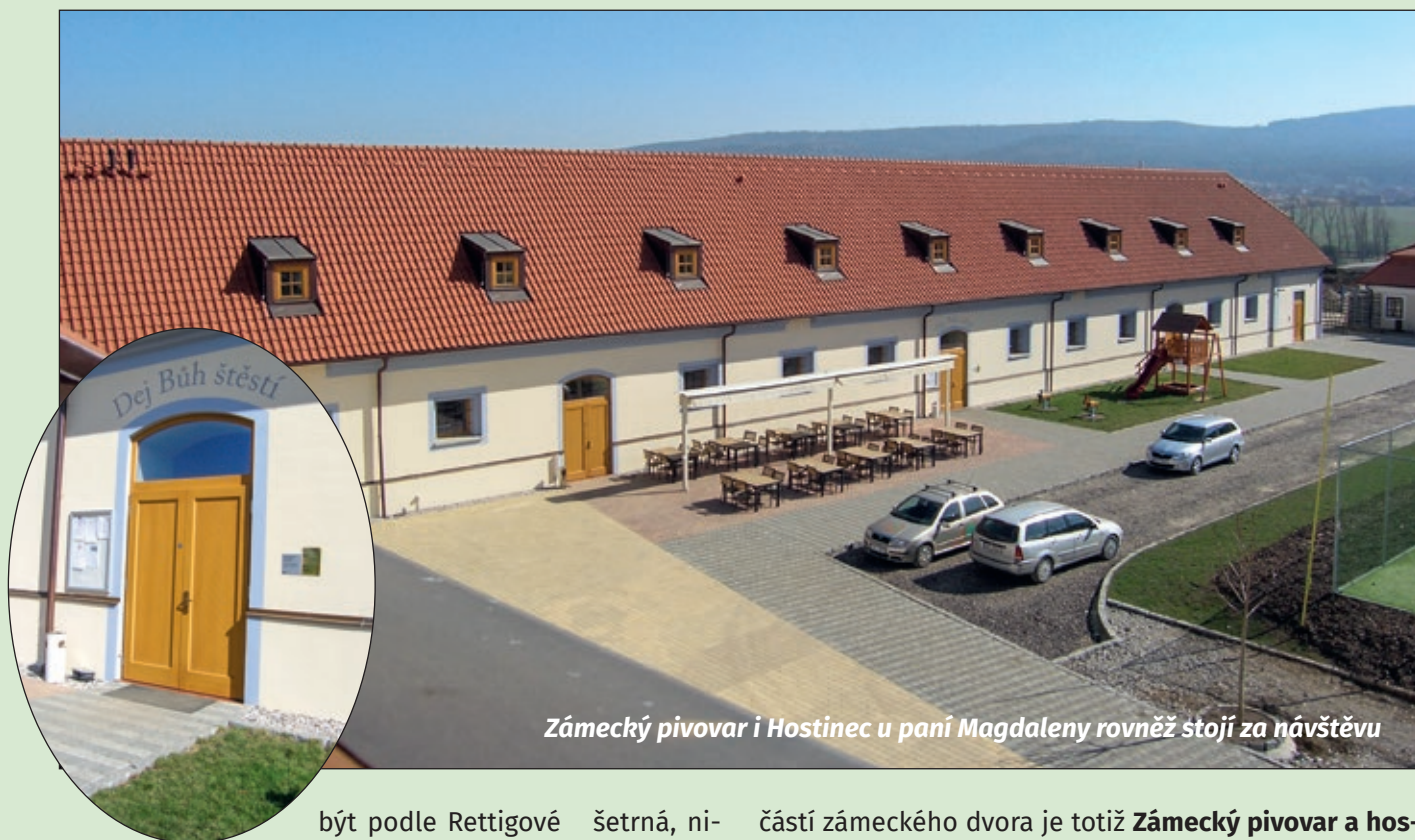 Dej Bůh štěstí
Zámecký pivovar i Hostinec u paní Magdaleny rovněž stojí za návštěvu
být podle Rettigové šetrná, ni-
částí zámeckého dvora je totiž Zámecký pivovar a hos-